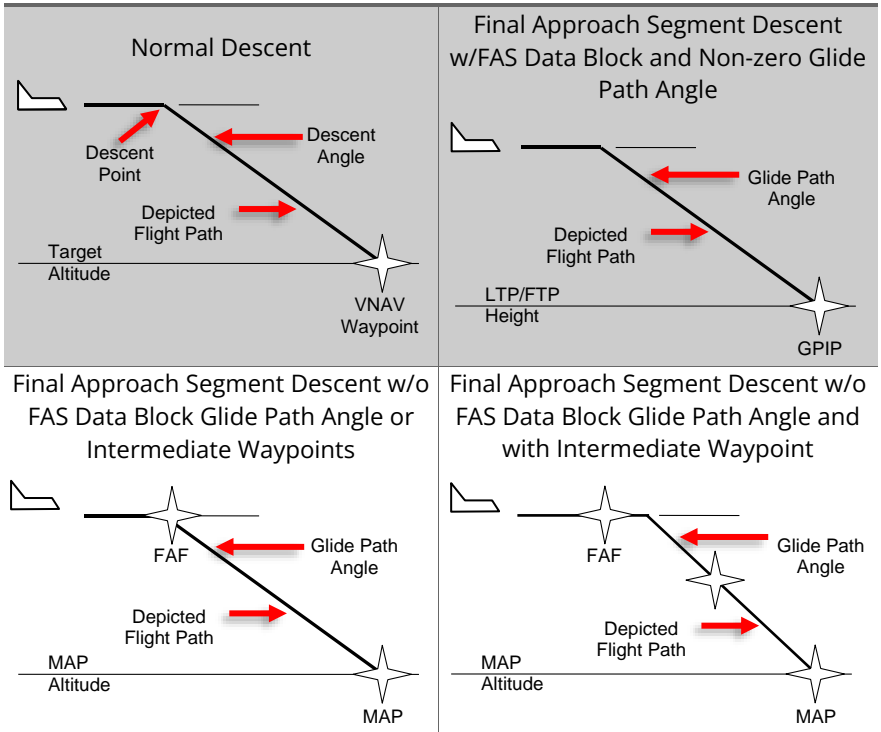 Normal Descent
Descent
Point
Descent
Angle
Depicted
Flight Path
Target
Altitude
VNAV
Waypoint
Final Approach Segment Descent
w/FAS Data Block and Non-zero Glide
Path Angle
Glide Path
Angle
Depicted
Flight Path
LTP/FTP
Height
GPIP
Final Approach Segment Descent w/o
FAS Data Block Glide Path Angle or
Intermediate Waypoints
FAF
Glide Path
Angle
Depicted
Flight Path
MAP
Altitude
MAP
Final Approach Segment Descent w/o
FAS Data Block Glide Path Angle and
with Intermediate Waypoint
FAF
Glide Path
Angle
Depicted
Flight Path
MAP
Altitude
MAP